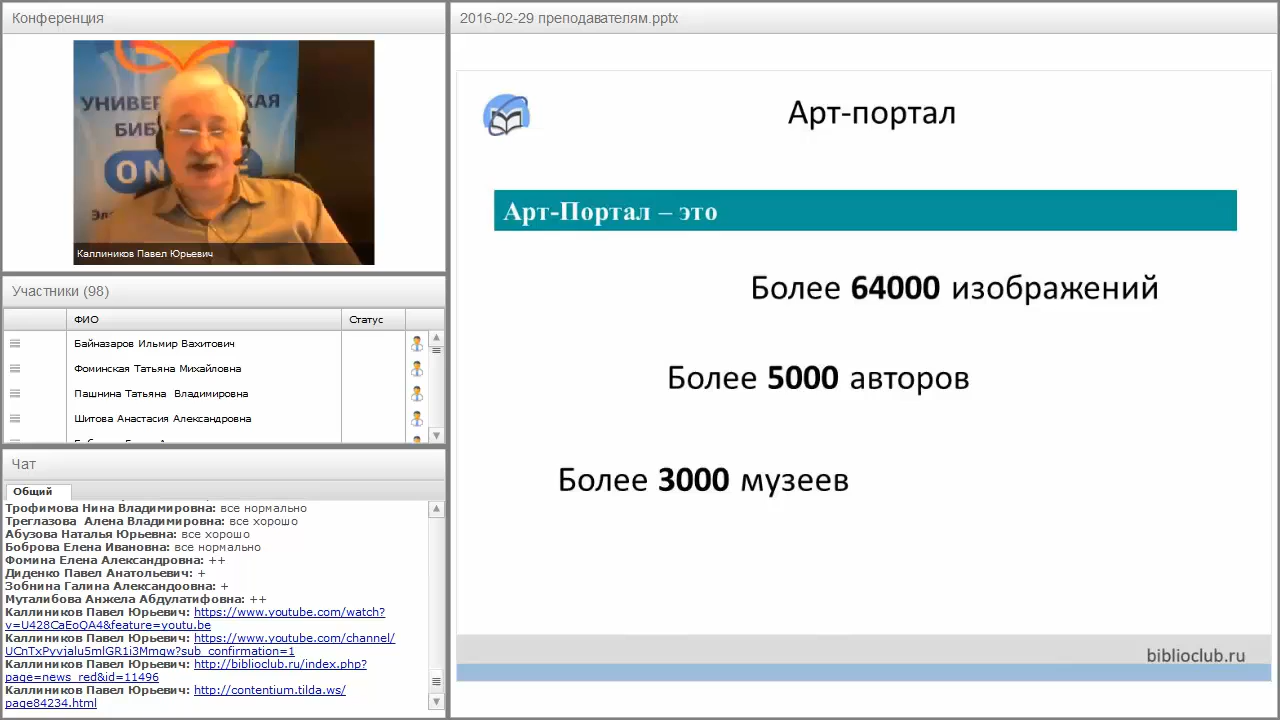 Конференция
УНИВЕР КАЯ
Каллиников Павел Юрьевич
Участники (98)
ФИО
Статус
Байназаров Ильмир Вахитович
Фоминская Татьяна Михайловна
Пашнина Татьяна Владимировна
Шитова Анастасия Александровна
Чат
Общий
Трофимова Нина Владимировна: все нормально
Треглазова Алена Владимировна: все хорошо
Абузова Наталья Юрьевна: все хорошо
Боброва Елена Ивановна: все нормально
Фомина Елена Александровна: ++
Диденко Павел Анатольевич: +
Зобнина Галина Александоовна: +
Муталибова Анжела Абдулатифовна: ++
Каллиников Павел Юрьевич: https://www.youtube.com/watch?
v=U428CaEoQA4&feature=youtu.be
Каллиников Павел Юрьевич: https://www.youtube.com/channel/
UCnTxPyvjalu5mlGR1i3Mmqw?sub_confirmation=1
Каллиников Павел Юрьевич: http://biblioclub.ru/index.php?
page=news_red&id=11496
Каллиников Павел Юрьевич: http://contentium.tilda.ws/
page84234.html
2016-02-29 преподавателям.pptx
Арт-портал
Арт-Портал – это
Более 64000 изображений
Более 5000 авторов
Более 3000 музеев
biblioclub.ru